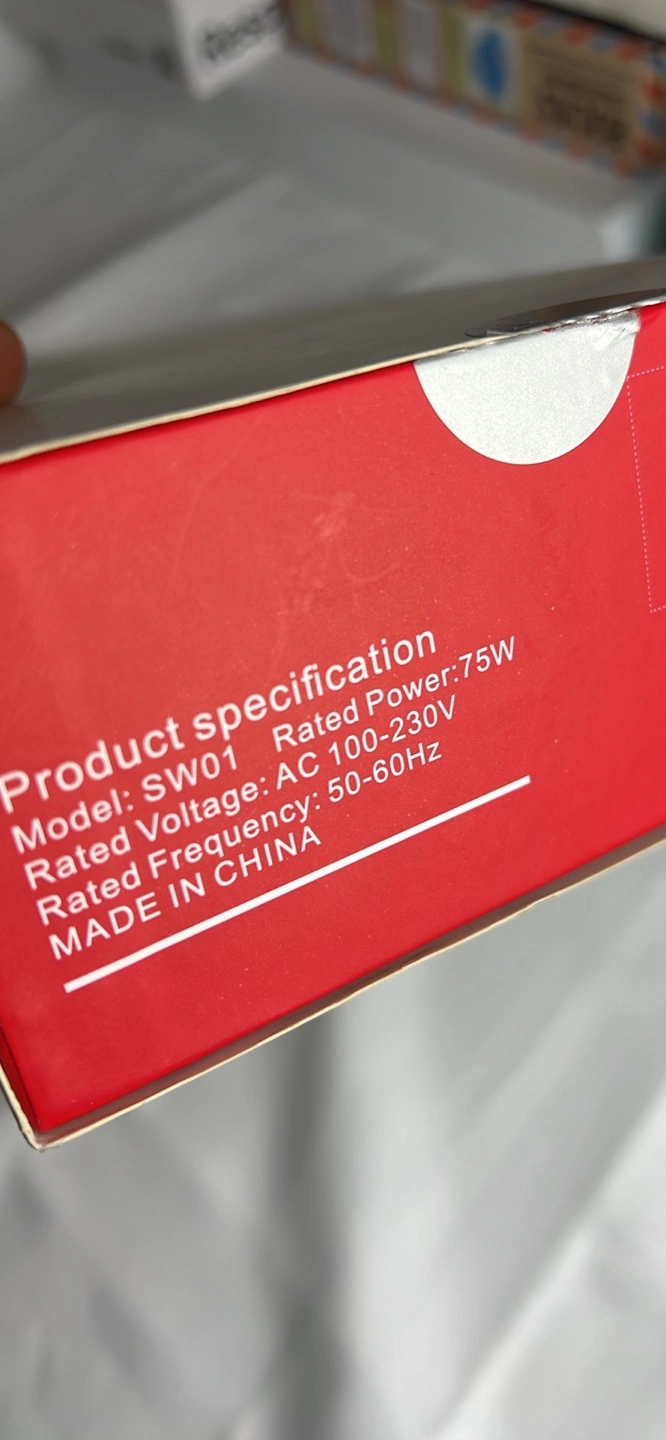 Product specification
Model: SW01 Rated Power:75W
Rated Voltage: AC 100-230V
Rated Frequency: 50-60Hz
MADE IN CHINA